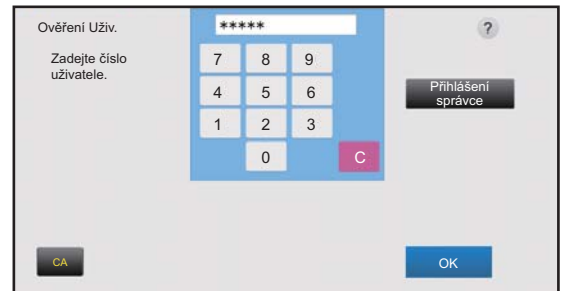 Ověření Uživ.
*****
?
Zadejte číslo
uživatele.
7 8 9
4 5 6
1 2 3
0 C
Přihlášení
správce
CA
OK